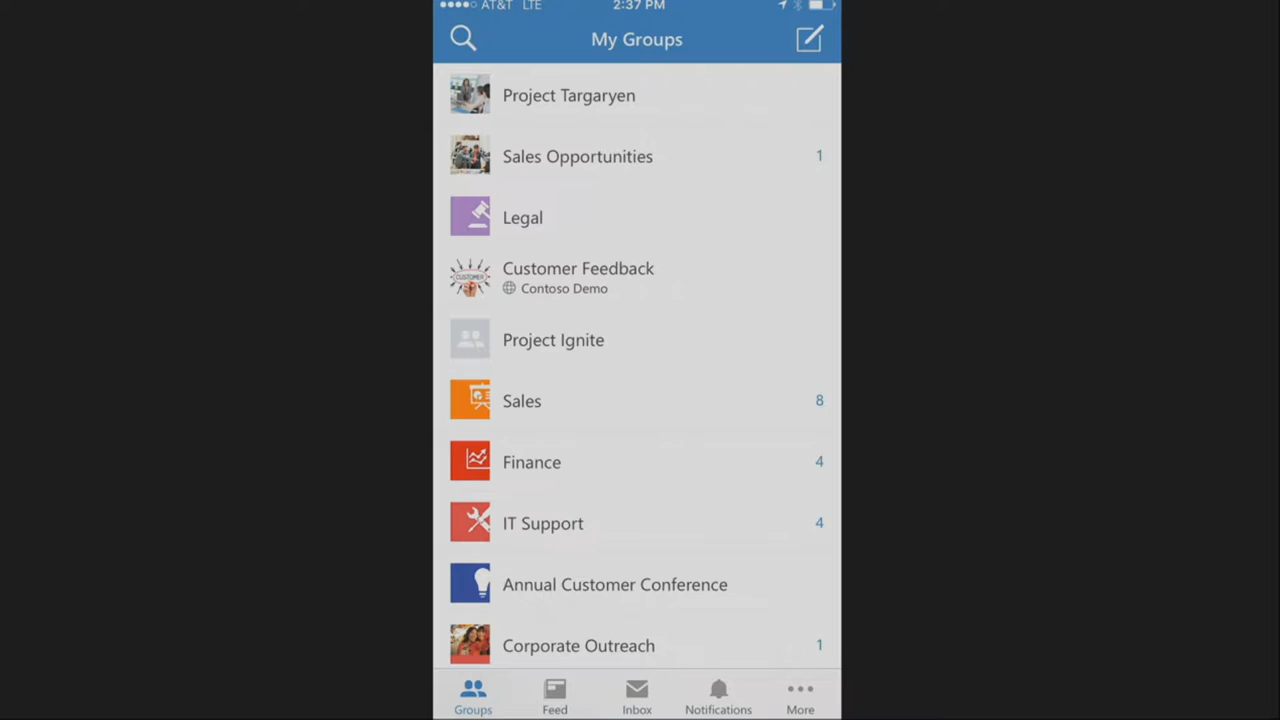 AT&T LTE 2:37 PM
My Groups
Project Targaryen
Sales Opportunities 1
Legal
CUSTOMER
Customer Feedback
Contoso Demo
Project Ignite
Sales 8
Finance 4
IT Support 4
Annual Customer Conference
Corporate Outreach 1
Groups Feed Inbox Notifications More